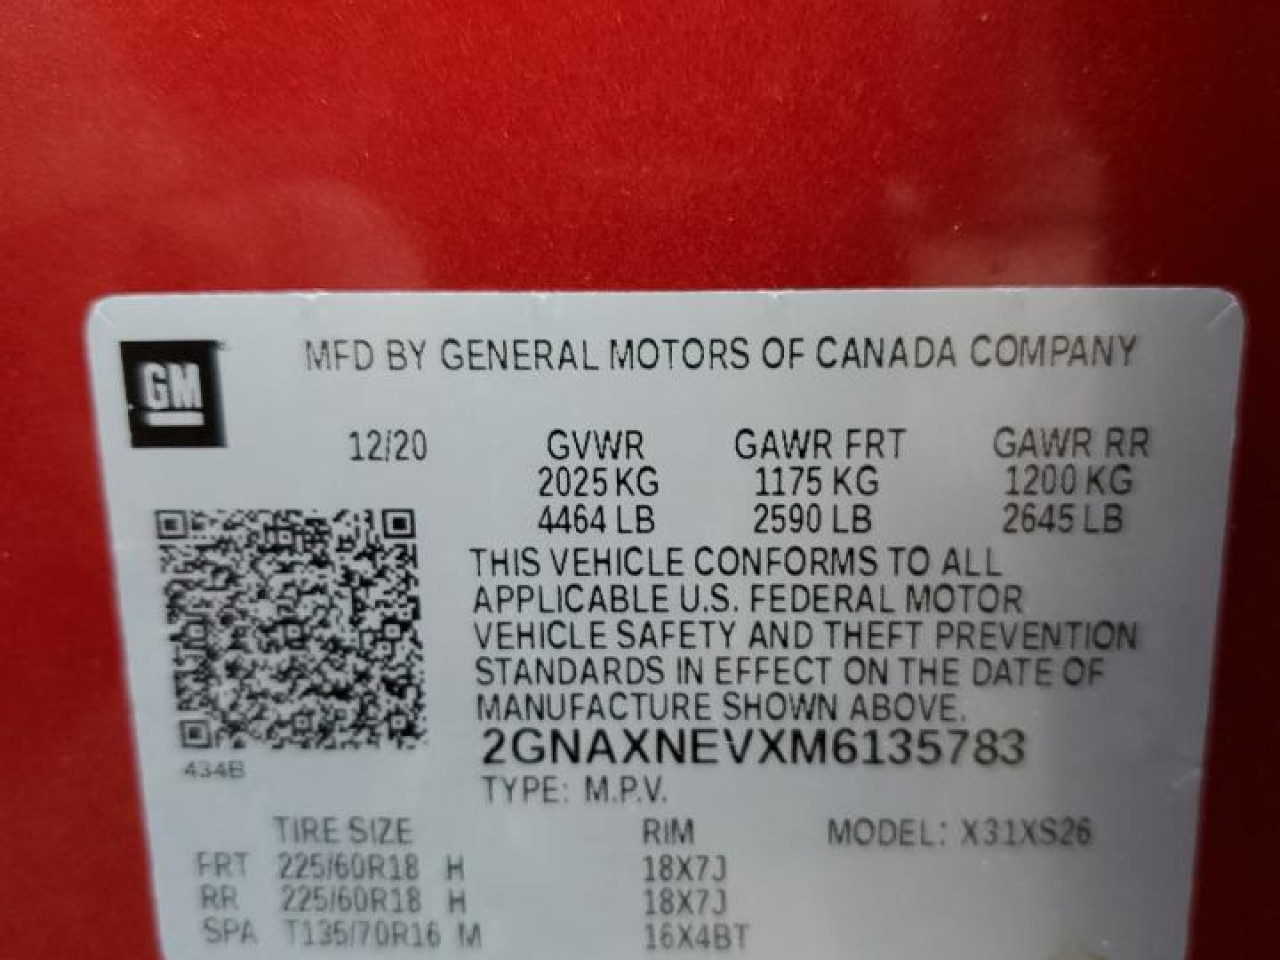 GM
MFD BY GENERAL MOTORS OF CANADA COMPANY
12/20 GVWR GAWR FRT GAWR RR
2025 KG 1175 KG 1200 KG
4464 LB 2590 LB 2645 LB
THIS VEHICLE CONFORMS TO ALL
APPLICABLE U.S. FEDERAL MOTOR
VEHICLE SAFETY AND THEFT PREVENTION
STANDARDS IN EFFECT ON THE DATE OF
MANUFACTURE SHOWN ABOVE.
2GNAXNEVXM6135783
434B
TYPE: M.P.V.
TIRE SIZE RIM MODEL: X31XS26
FRT 225/60R18 H 18X7J
RR 225/60R18 H 18X7J
SPA T135/70R16 M 16X4BT